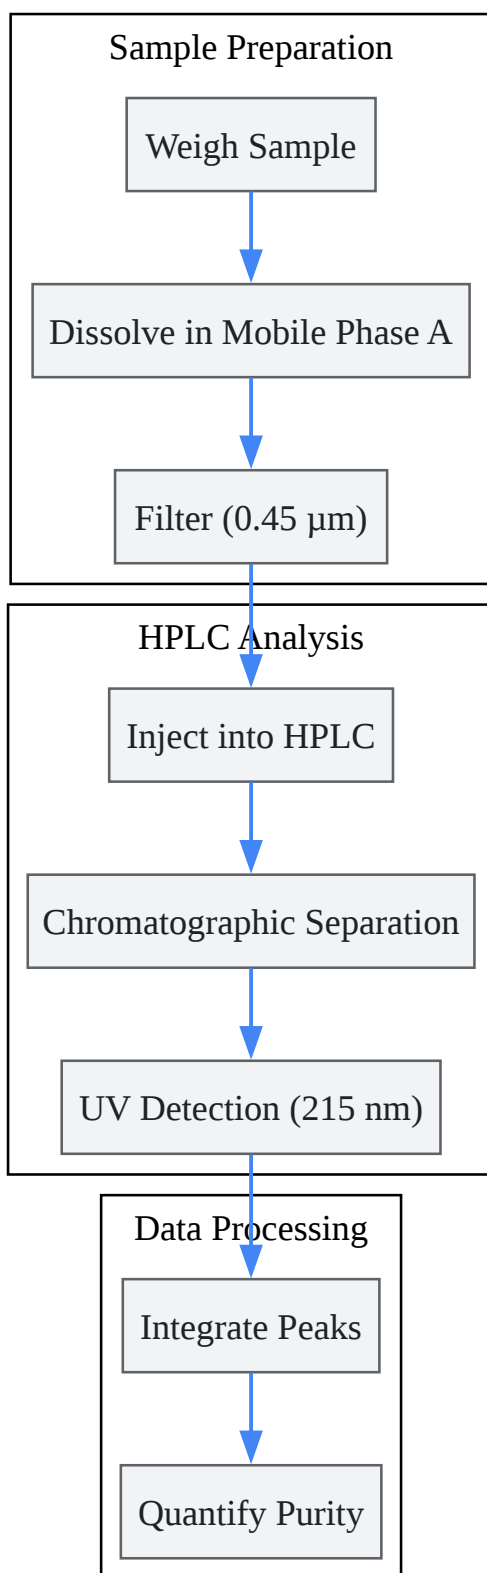 Sample Preparation
Weigh Sample
Dissolve in Mobile Phase A
Filter (0.45 µm)
HPLC Analysis
Inject into HPLC
Chromatographic Separation
UV Detection (215 nm)
Data Processing
Integrate Peaks
Quantify Purity